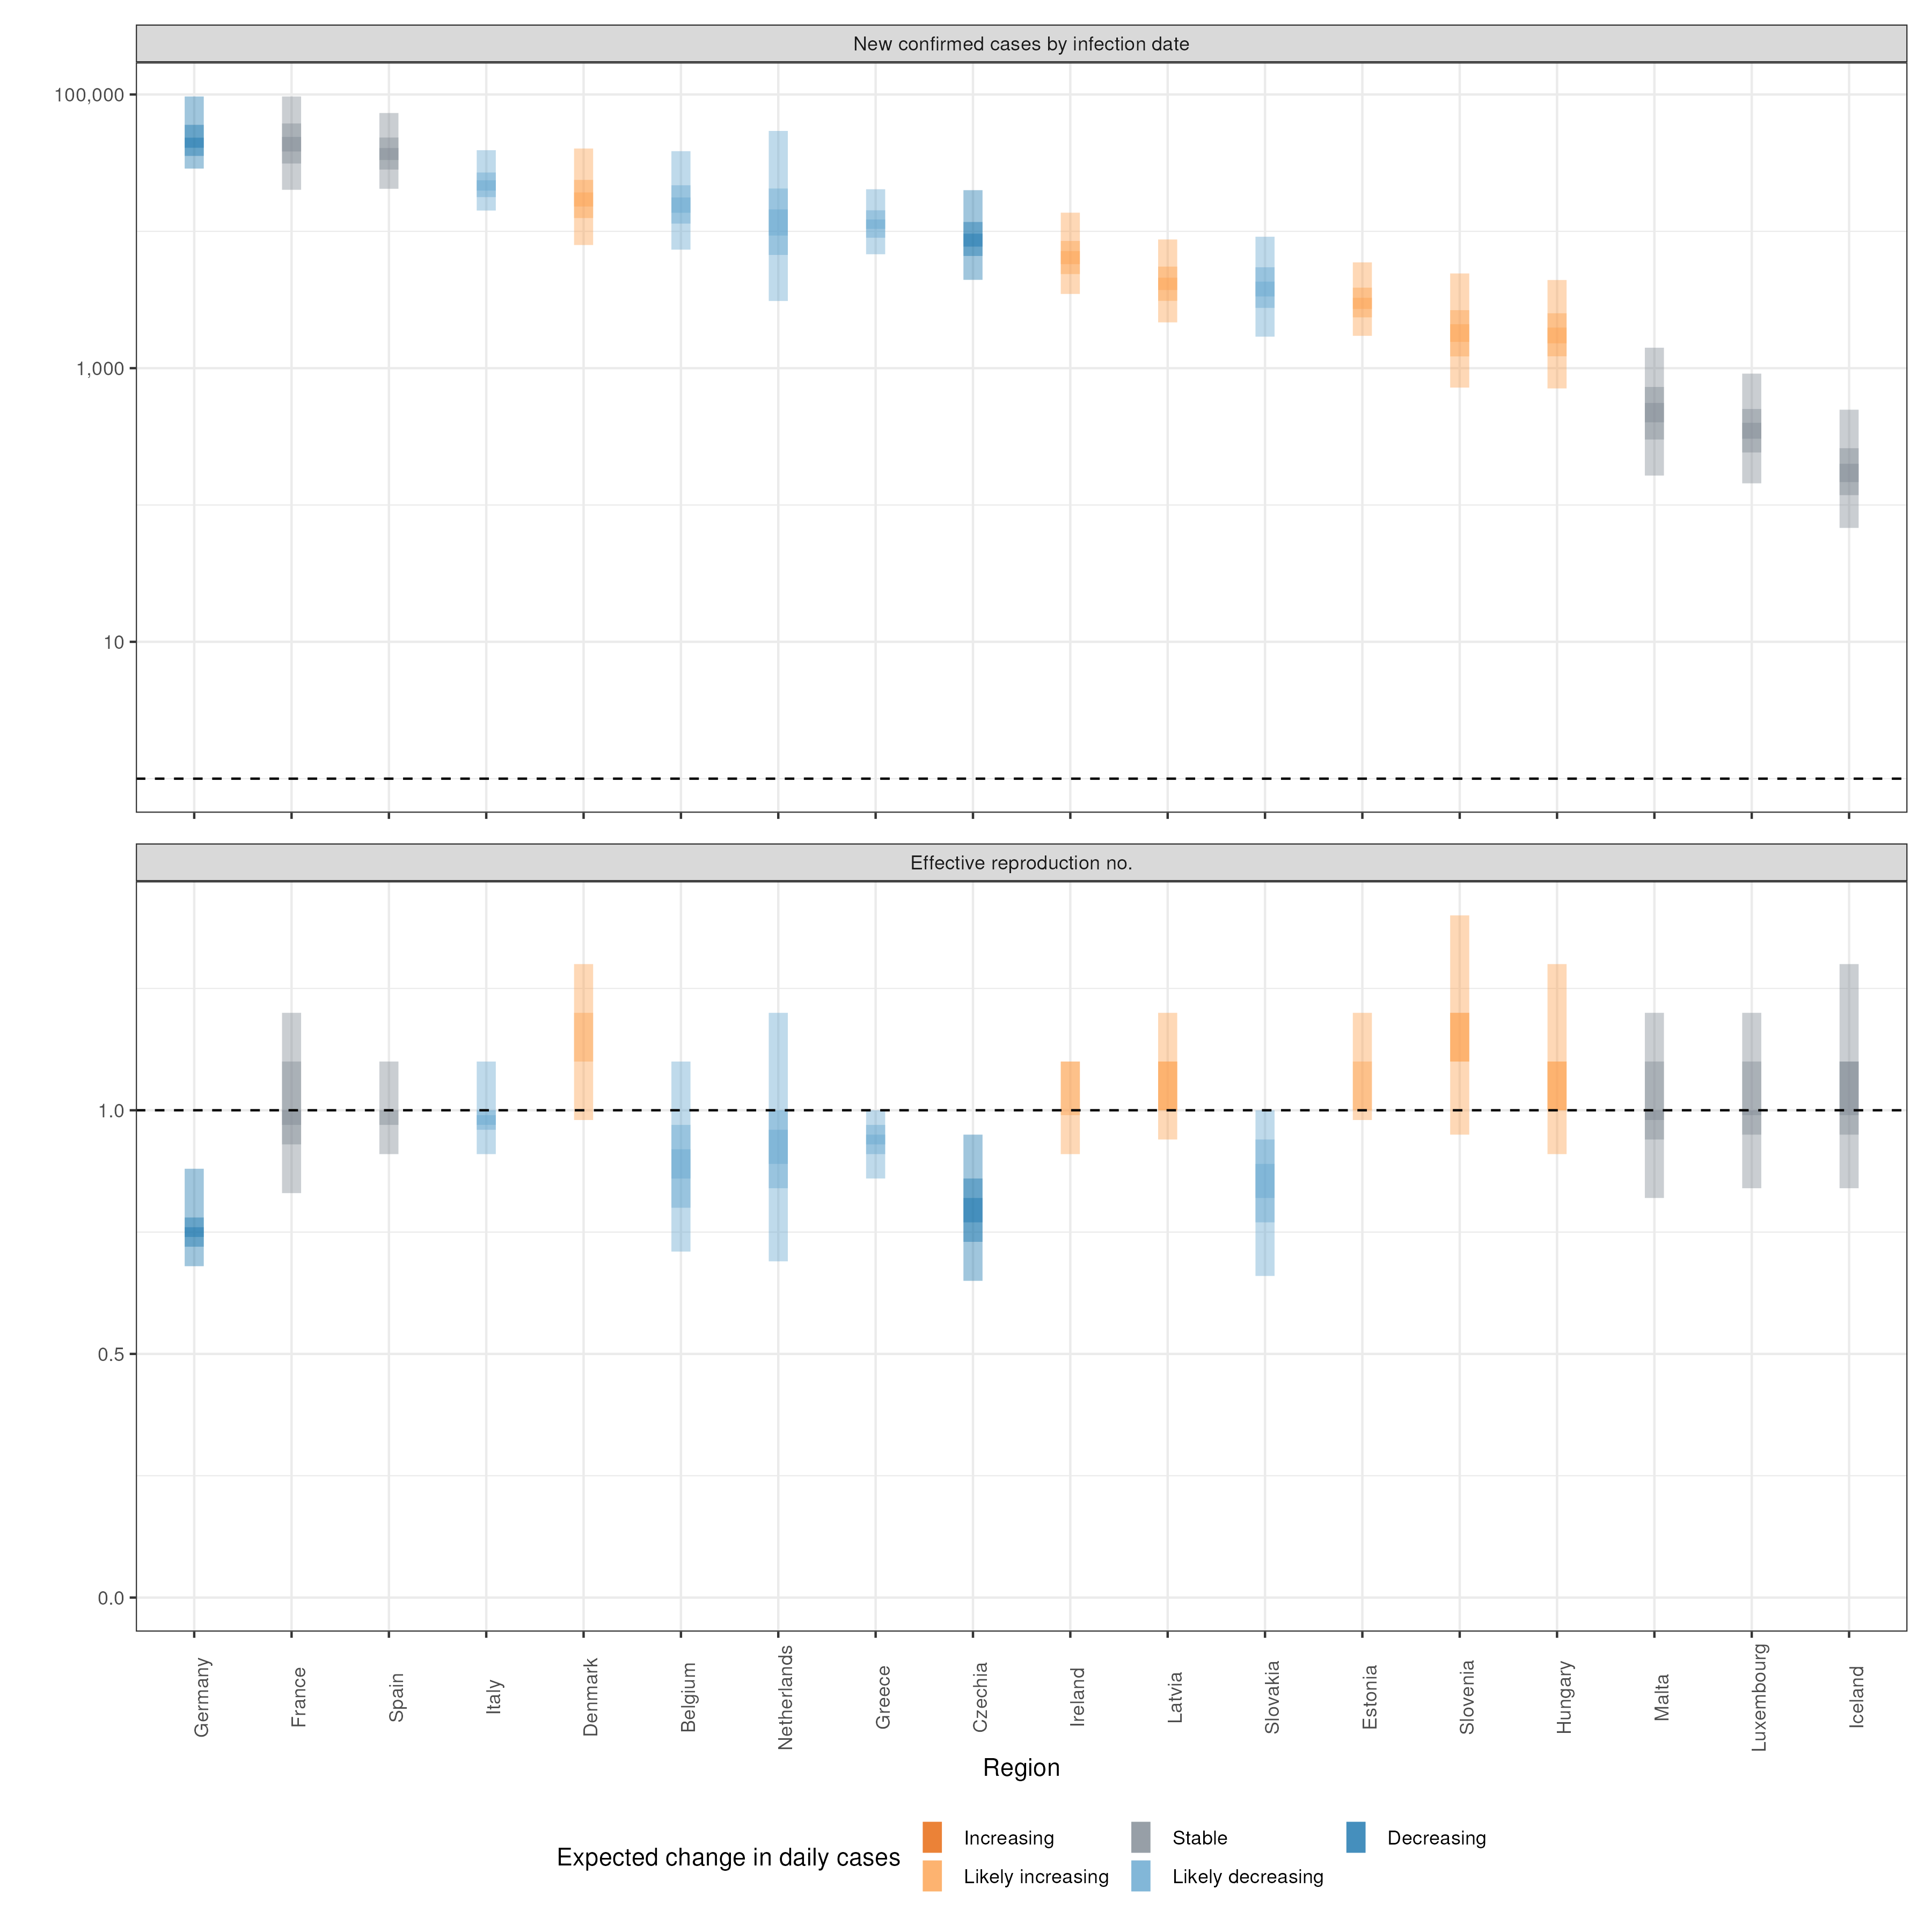 New confirmed cases by infection date
100,000
1,000
10
Effective reproduction no.
1.0
0.5
0.0
Germany
France
Spain
Italy
Denmark
Belgium
Netherlands
Greece
Czechia
Ireland
Latvia
Slovakia
Estonia
Slovenia
Hungary
Malta
Luxembourg
Iceland
Region
Expected change in daily cases
Increasing
Stable
Decreasing
Likely increasing
Likely decreasing